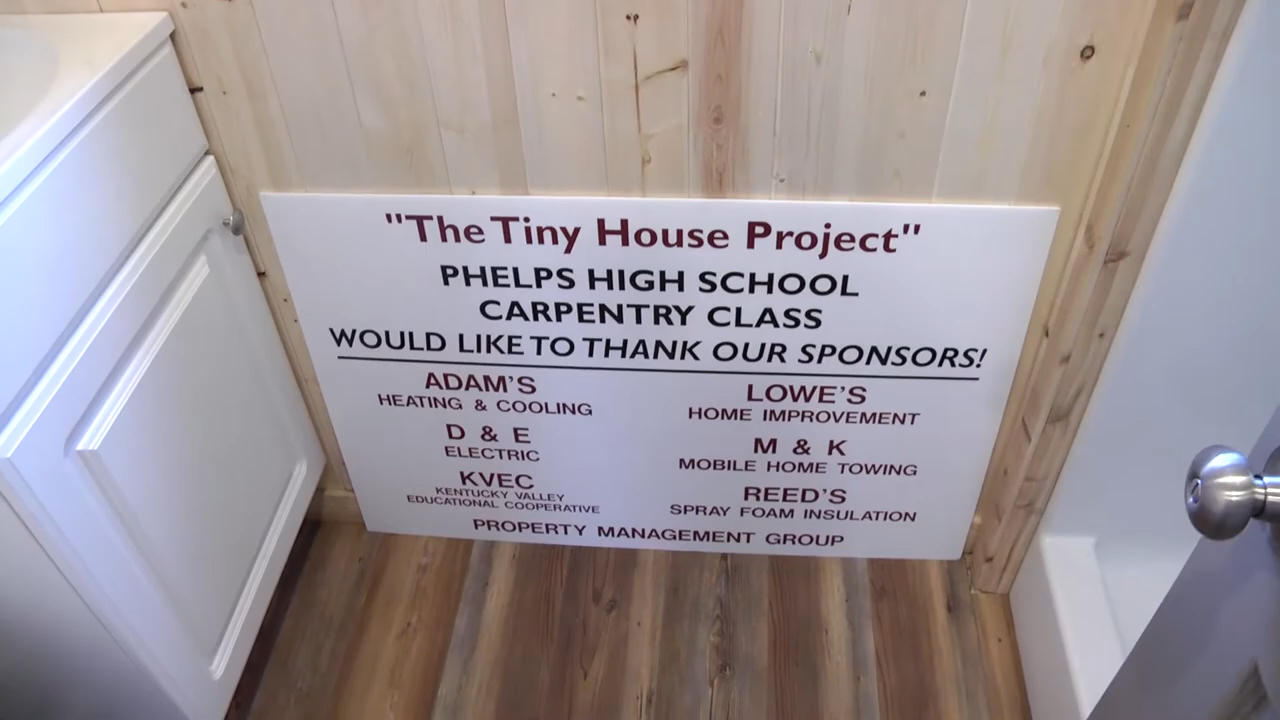 "The Tiny House Project"
PHELPS HIGH SCHOOL
CARPENTRY CLASS
WOULD LIKE TO THANK OUR SPONSORS!
ADAM'S
HEATING & COOLING
D & E
ELECTRIC
KVEC
KENTUCKY VALLEY
EDUCATIONAL COOPERATIVE
LOWE'S
HOME IMPROVEMENT
M & K
MOBILE HOME TOWING
REED'S
SPRAY FOAM INSULATION
PROPERTY MANAGEMENT GROUP